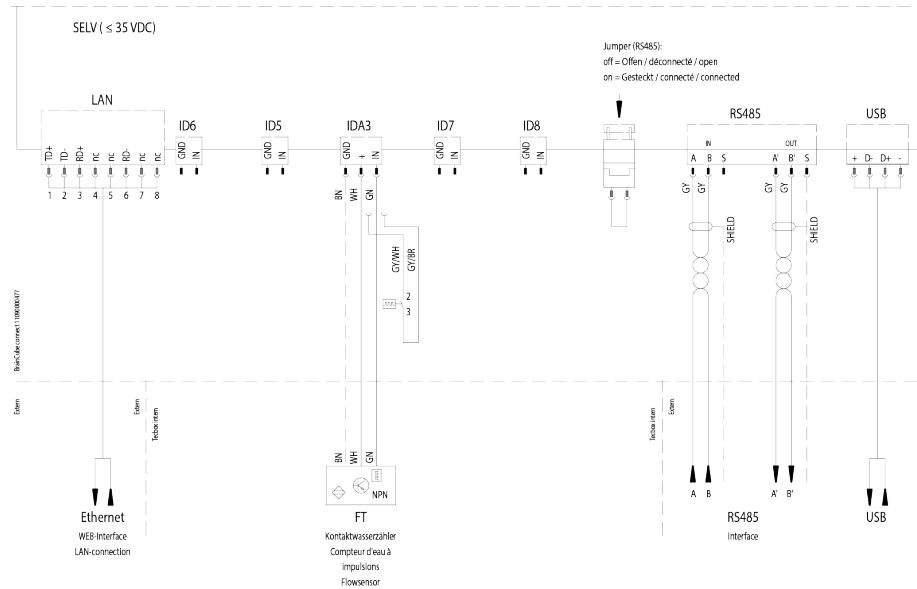 SELV ( ≤ 35 VDC)
Jumper (RS485):
off = Offen / déconnecté / open
on = Gesteckt / connecté / connected
LAN
ID6
ID5
IDA3
ID7
ID8
RS485
USB
TD+ TD- RD+ nc nc RD- nc nc
GND IN
GND IN
GND + IN
GND IN
GND IN
IN OUT
A B S A' B' S
+ D- D+ -
1 2 3 4 5 6 7 8
BN WH GN
GY GY GY GY
SHIELD SHIELD
GY/WH GY/BR
2
3
BrainCube connect 111090000477
Extern
Extern
Tecbox intern
Tecbox intern
Extern
BN WH GN
NPN
A B A' B'
Ethernet
WEB-Interface
LAN-connection
FT
Kontaktwasserzähler
Compteur d'eau à
impulsions
Flowsensor
RS485
Interface
USB